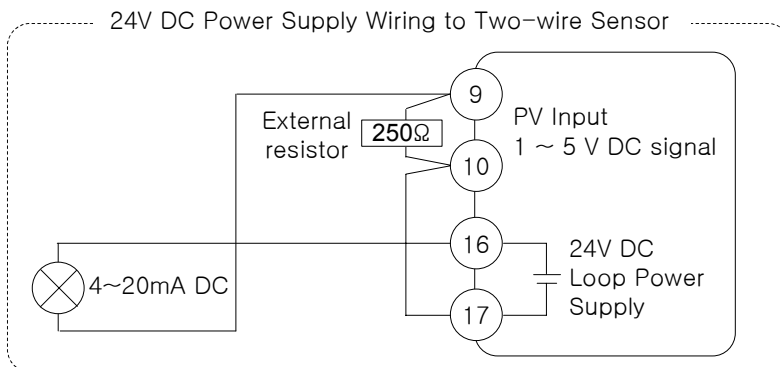 24V DC Power Supply Wiring to Two-wire Sensor
9
External
resistor
250Ω
PV Input
1 ~ 5 V DC signal
10
16
24V DC
Loop Power
Supply
4~20mA DC
17